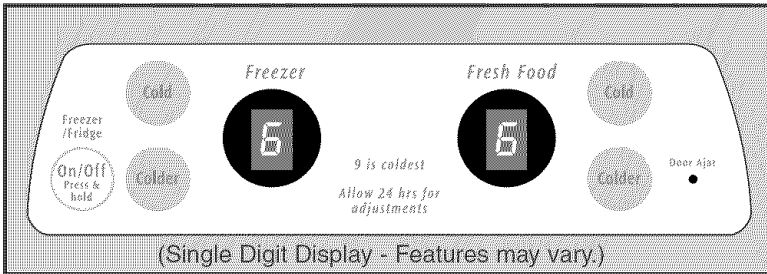 Freezer
Fresh Food
Cold
Cold
Freezer
/Fridge
6
6
On/Off
Press &
hold
Colder
9 is coldest
Allow 24 hrs for
adjustments
Colder
Door Ajar
(Single Digit Display - Features may vary.)